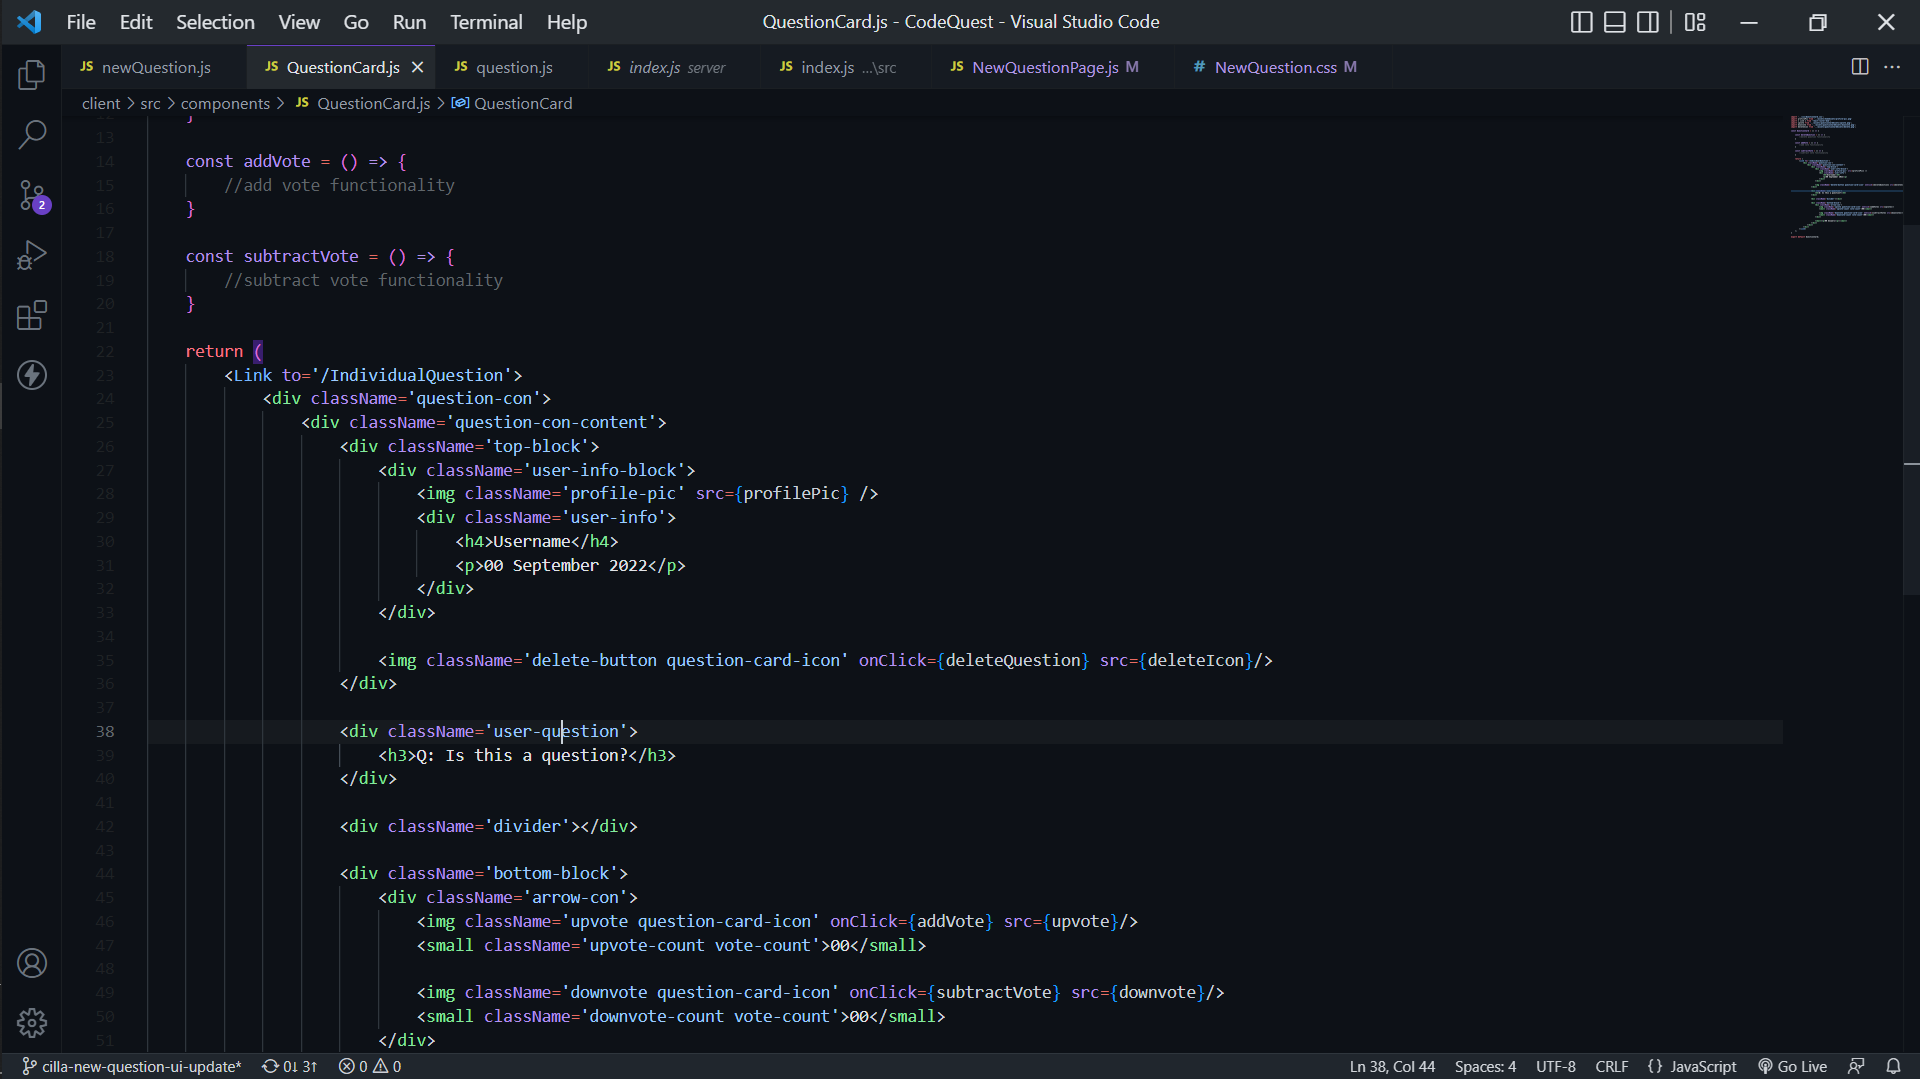 File Edit Selection View Go Run Terminal Help
QuestionCard.js - CodeQuest - Visual Studio Code
JS newQuestion.js
JS QuestionCard.js
JS question.js
JS index.js server
JS index.js ...\src
JS NewQuestionPage.js M
# NewQuestion.css M
client > src > components > JS QuestionCard.js > QuestionCard
12 }
13
14 const addVote = () => {
15 //add vote functionality
16 }
17
18 const subtractVote = () => {
19 //subtract vote functionality
20 }
21
22 return (
23 <Link to='/IndividualQuestion'>
24 <div className='question-con'>
25 <div className='question-con-content'>
26 <div className='top-block'>
27 <div className='user-info-block'>
28 <img className='profile-pic' src={profilePic} />
29 <div className='user-info'>
30 <h4>Username</h4>
31 <p>00 September 2022</p>
32 </div>
33 </div>
34
35 <img className='delete-button question-card-icon' onClick={deleteQuestion} src={deleteIcon}/>
36 </div>
37
38 <div className='user-question'>
39 <h3>Q: Is this a question?</h3>
40 </div>
41
42 <div className='divider'></div>
43
44 <div className='bottom-block'>
45 <div className='arrow-con'>
46 <img className='upvote question-card-icon' onClick={addVote} src={upvote}/>
47 <small className='upvote-count vote-count'>00</small>
48
49 <img className='downvote question-card-icon' onClick={subtractVote} src={downvote}/>
50 <small className='downvote-count vote-count'>00</small>
51 </div>
2
cilla-new-question-ui-update* 0↓ 3↑ 0 0
Ln 38, Col 44 Spaces: 4 UTF-8 CRLF {} JavaScript Go Live